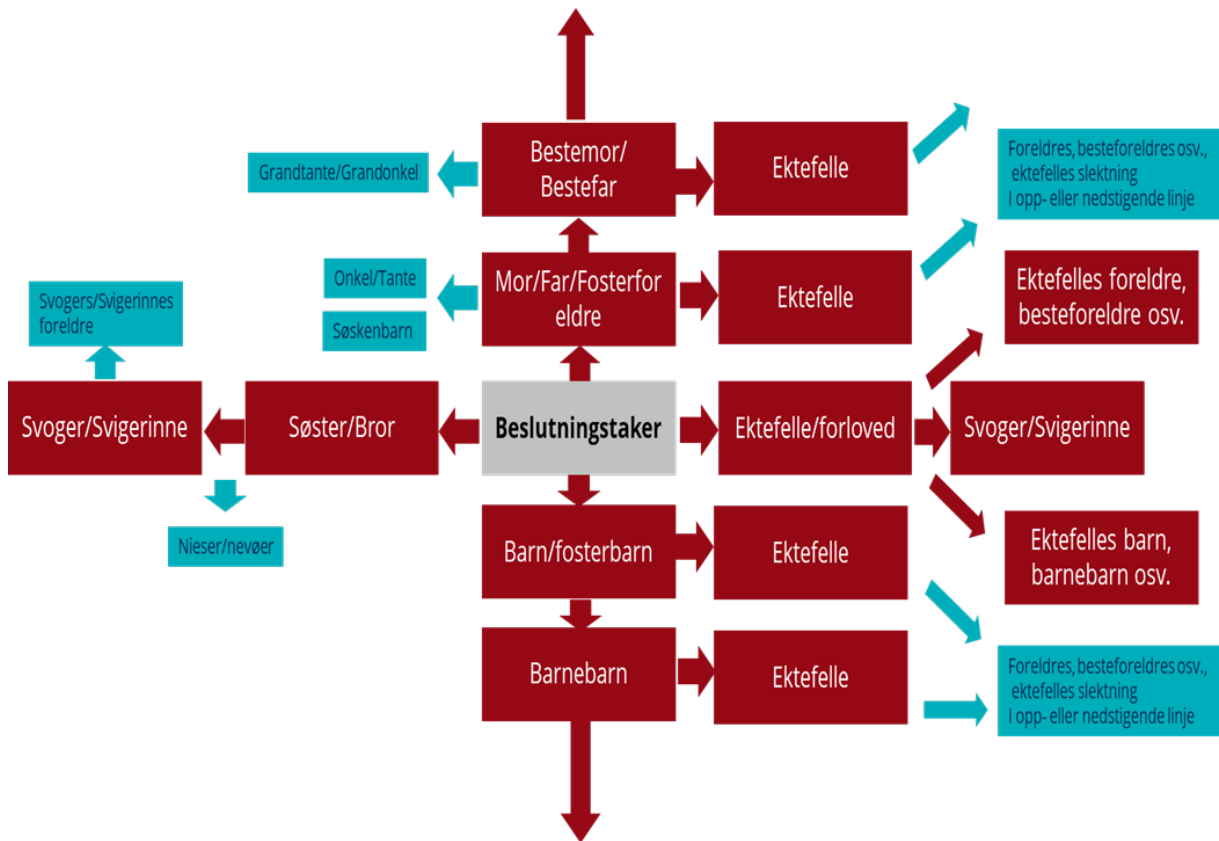 Bestemor/
Bestefar
Ektefelle
Foreldres, besteforeldres osv.,
ektefelles slektning
I opp- eller nedstigende linje
Grandtante/Grandonkel
Onkel/Tante
Søskenbarn
Mor/Far/Fosterfor
eldre
Ektefelle
Ektefelles foreldre,
besteforeldre osv.
Svogers/Svigerinnes
foreldre
Svoger/Svigerinne
Søster/Bror
Beslutningstaker
Ektefelle/forloved
Svoger/Svigerinne
Nieser/nevøer
Barn/fosterbarn
Ektefelle
Ektefelles barn,
barnebarn osv.
Barnebarn
Ektefelle
Foreldres, besteforeldres osv.,
ektefelles slektning
I opp- eller nedstigende linje